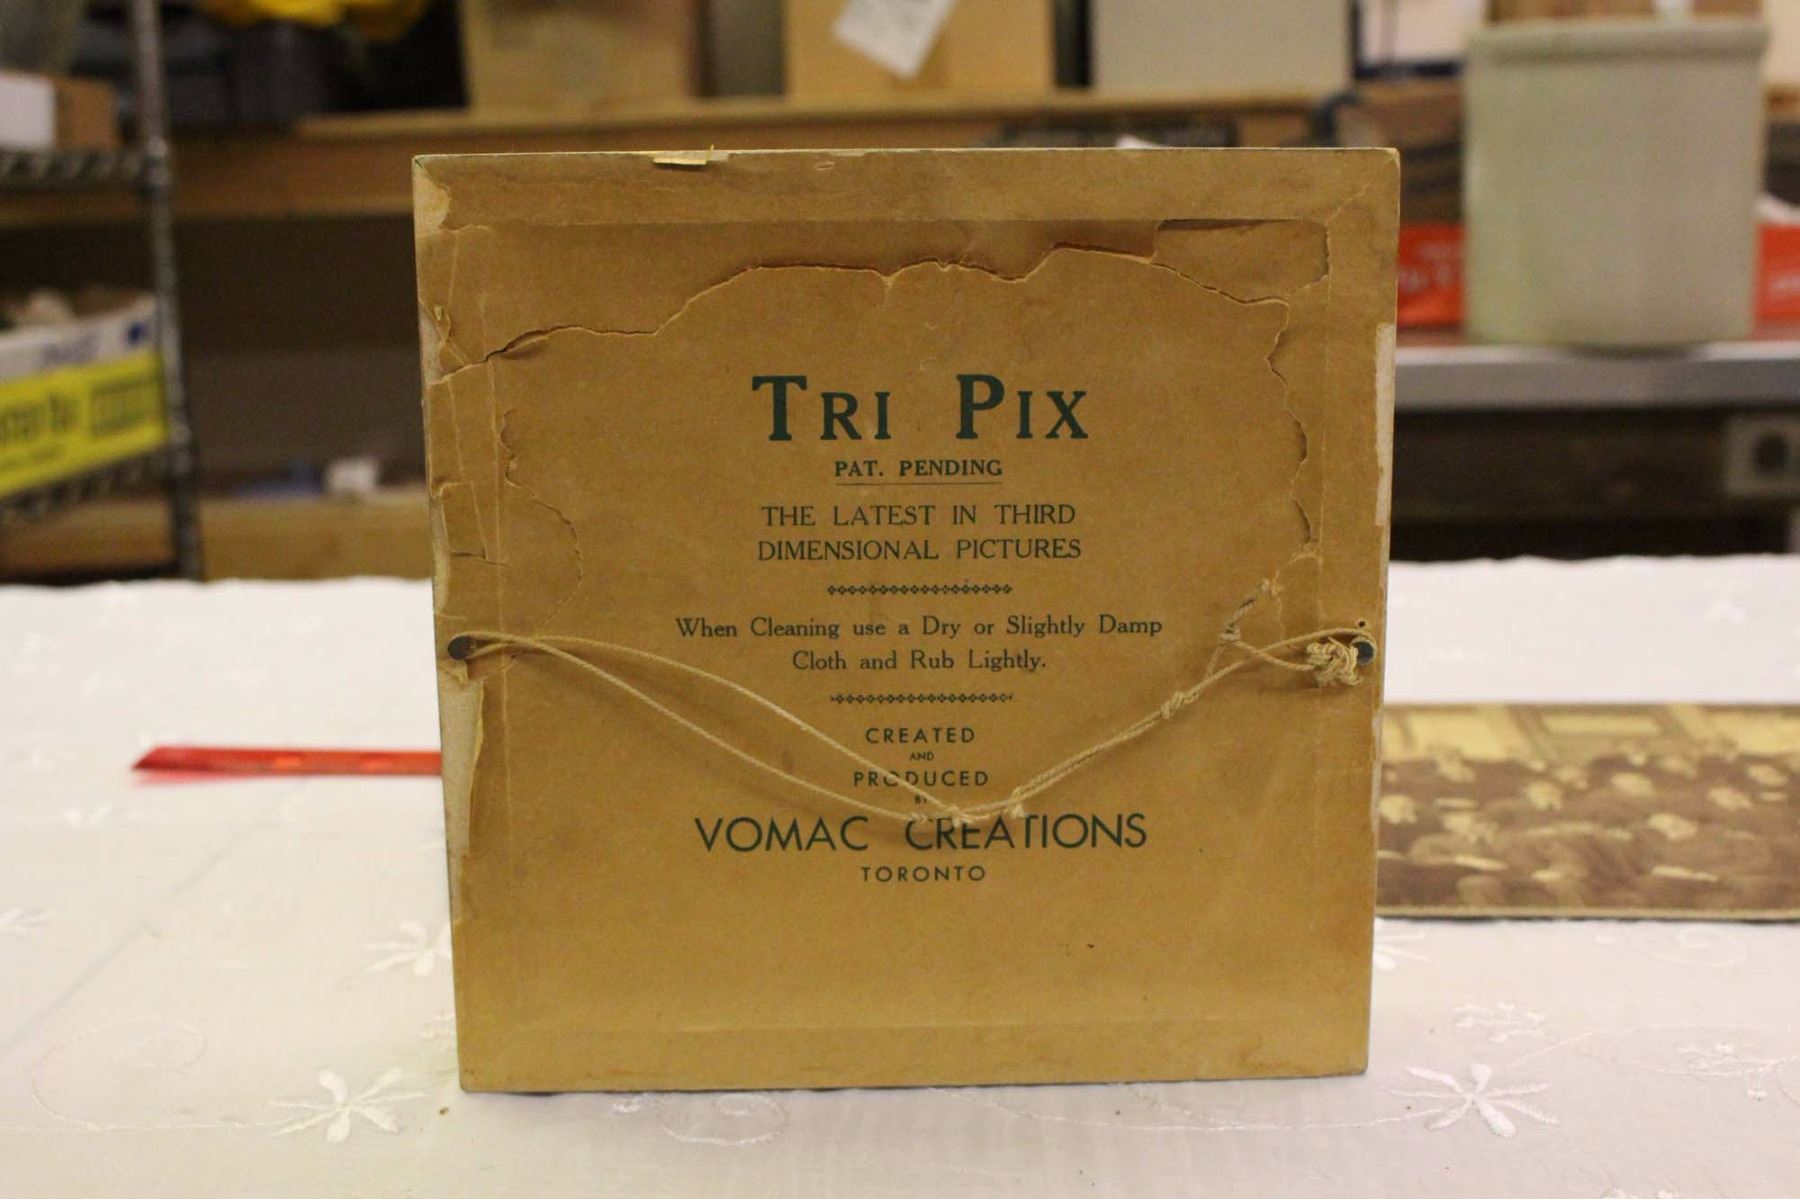 TRI PIX
PAT. PENDING
THE LATEST IN THIRD
DIMENSIONAL PICTURES
When Cleaning use a Dry or Slightly Damp
Cloth and Rub Lightly.
CREATED
AND
PRODUCED
BY
VOMAC CREATIONS
TORONTO